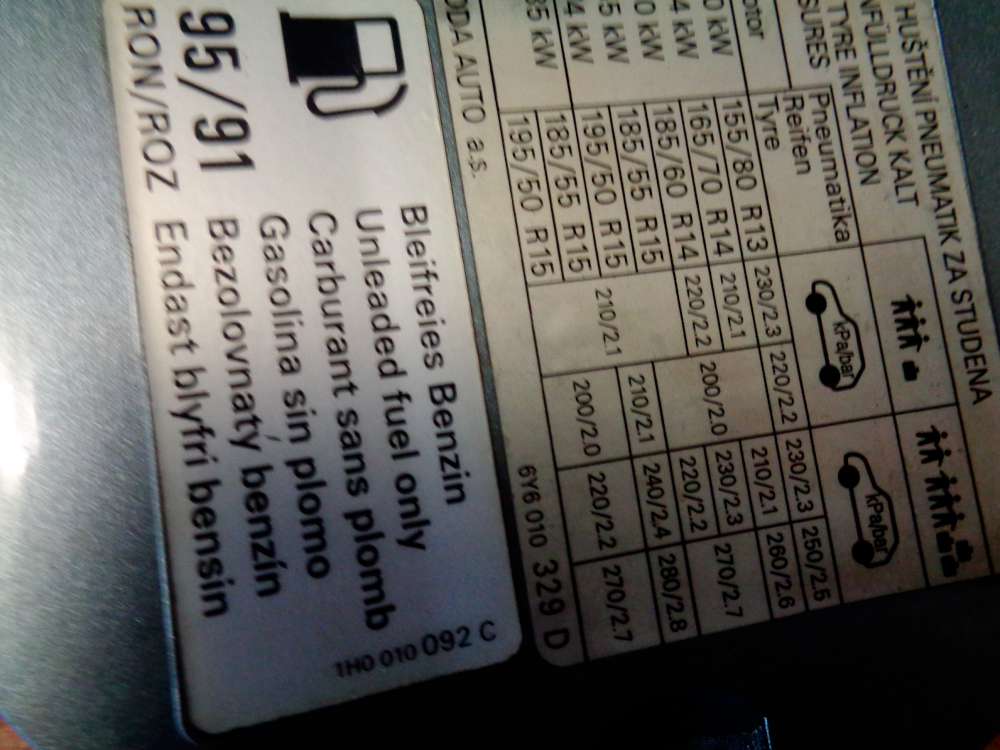 HUŠTĚNÍ PNEUMATIK ZA STUDENA
NFÜLLDRUCK KALT
TYRE INFLATION
SURES
otor Pneumatika
Reifen
Tyre
kPa/bar kPa/bar
0 kW 155/80 R13 230/2.3 220/2.2 230/2.3 250/2.5
4 kW 165/70 R14 210/2.1 210/2.1 260/2.6
0 kW 185/60 R14 220/2.2 200/2.0 230/2.3 270/2.7
5 kW 185/55 R15 220/2.2
4 kW 195/50 R15 210/2.1 210/2.1 240/2.4 280/2.8
185/55 R15 200/2.0 220/2.2 270/2.7
5 kW 195/50 R15
ODA AUTO a.s. 6Y6 010 329 D
Bleifreies Benzin
Unleaded fuel only
Carburant sans plomb
Gasolina sin plomo
95/91 Bezolovnatý benzín
RON/ROZ Endast blyfri bensin
1H0 010 092 C